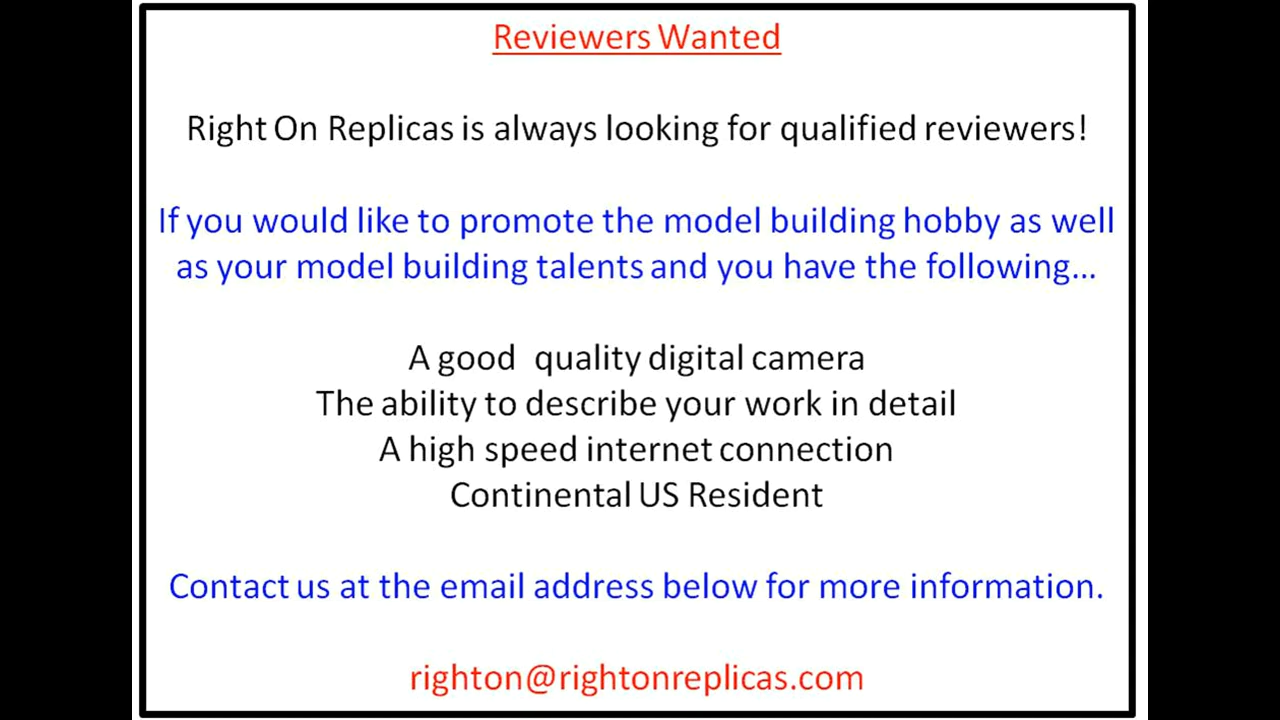 Reviewers Wanted
Right On Replicas is always looking for qualified reviewers!
If you would like to promote the model building hobby as well
as your model building talents and you have the following...
A good quality digital camera
The ability to describe your work in detail
A high speed internet connection
Continental US Resident
Contact us at the email address below for more information.
righton@rightonreplicas.com